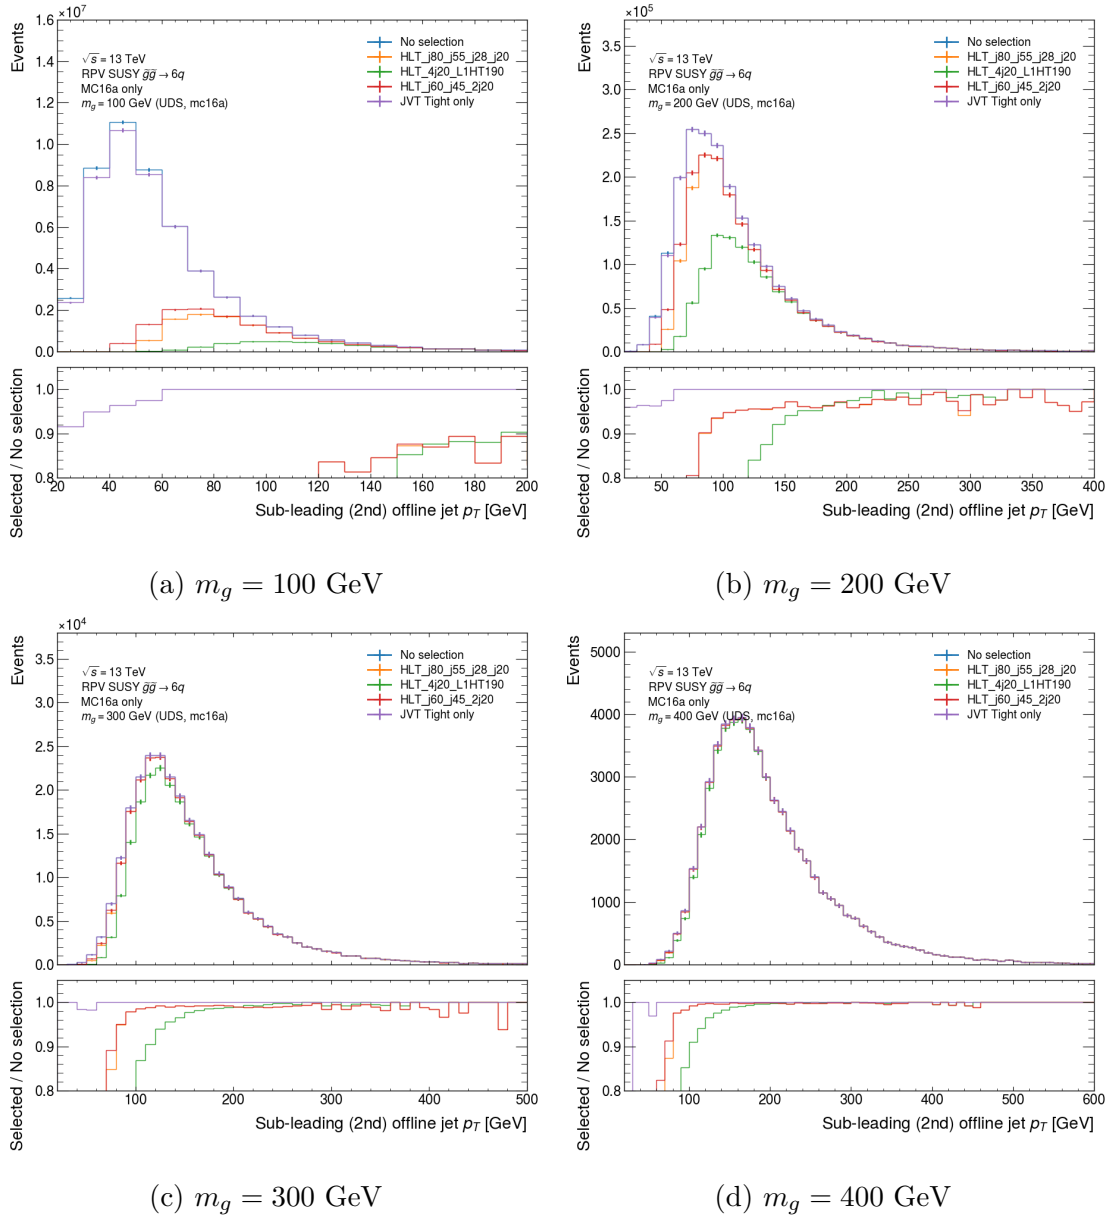 ×10⁷
Events
1.6
1.4
1.2
1.0
0.8
0.6
0.4
0.2
0.0
√s = 13 TeV
RPV SUSY g̃g̃ → 6q
MC16a only
m_g = 100 GeV (UDS, mc16a)
No selection
HLT_j80_j55_j28_j20
HLT_4j20_L1HT190
HLT_j60_j45_2j20
JVT Tight only
Selected / No selection
1.0
0.9
0.8
20 40 60 80 100 120 140 160 180 200
Sub-leading (2nd) offline jet p_T [GeV]
(a) m_g = 100 GeV
×10⁵
Events
3.5
3.0
2.5
2.0
1.5
1.0
0.5
0.0
√s = 13 TeV
RPV SUSY g̃g̃ → 6q
MC16a only
m_g = 200 GeV (UDS, mc16a)
No selection
HLT_j80_j55_j28_j20
HLT_4j20_L1HT190
HLT_j60_j45_2j20
JVT Tight only
Selected / No selection
1.0
0.9
0.8
50 100 150 200 250 300 350 400
Sub-leading (2nd) offline jet p_T [GeV]
(b) m_g = 200 GeV
×10⁴
Events
3.5
3.0
2.5
2.0
1.5
1.0
0.5
0.0
√s = 13 TeV
RPV SUSY g̃g̃ → 6q
MC16a only
m_g = 300 GeV (UDS, mc16a)
No selection
HLT_j80_j55_j28_j20
HLT_4j20_L1HT190
HLT_j60_j45_2j20
JVT Tight only
Selected / No selection
1.0
0.9
0.8
100 200 300 400 500
Sub-leading (2nd) offline jet p_T [GeV]
(c) m_g = 300 GeV
Events
5000
4000
3000
2000
1000
0
√s = 13 TeV
RPV SUSY g̃g̃ → 6q
MC16a only
m_g = 400 GeV (UDS, mc16a)
No selection
HLT_j80_j55_j28_j20
HLT_4j20_L1HT190
HLT_j60_j45_2j20
JVT Tight only
Selected / No selection
1.0
0.9
0.8
100 200 300 400 500 600
Sub-leading (2nd) offline jet p_T [GeV]
(d) m_g = 400 GeV